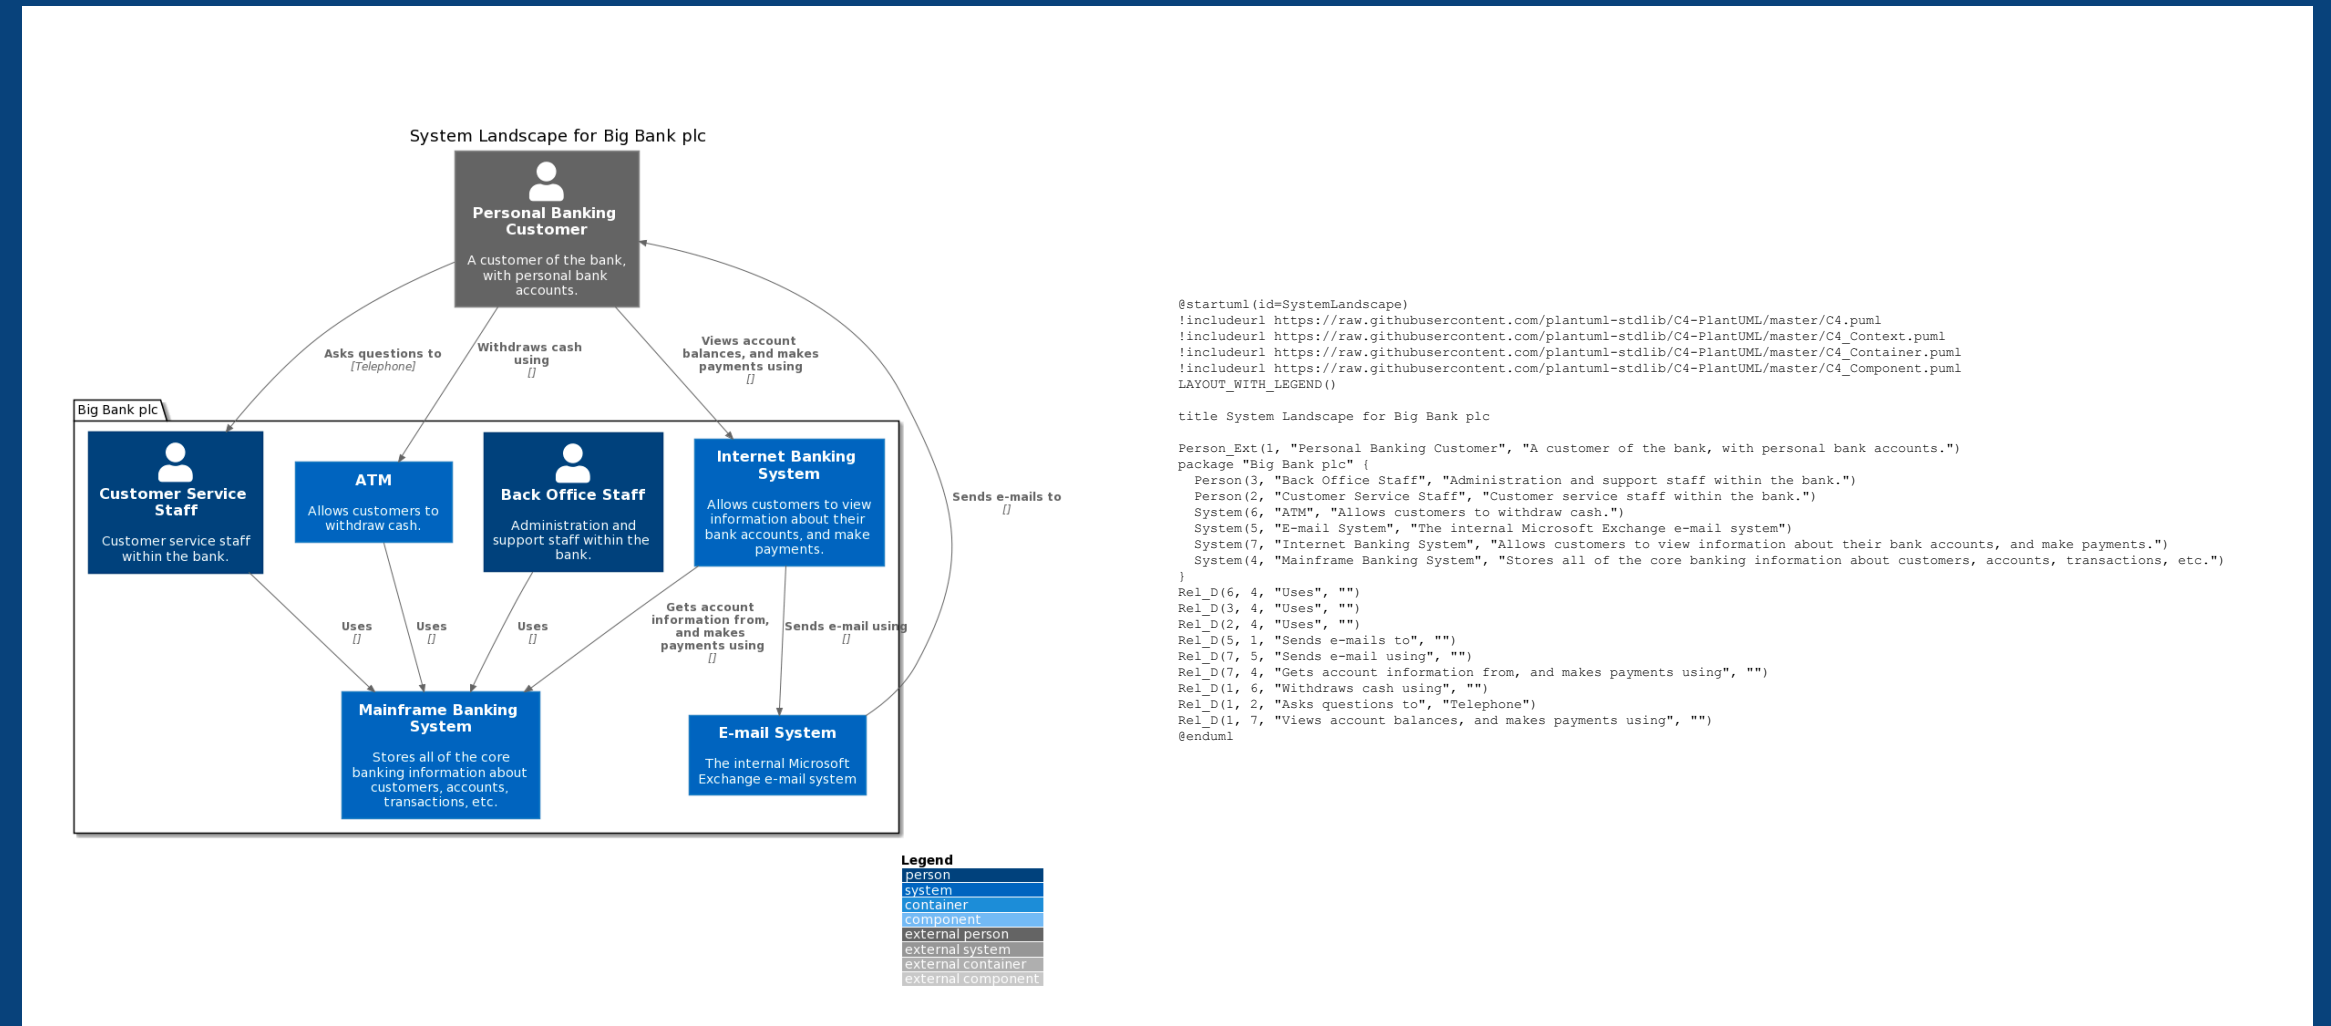 System Landscape for Big Bank plc
Personal Banking
Customer
A customer of the bank,
with personal bank
accounts.
Asks questions to
[Telephone]
Withdraws cash
using
[]
Views account
balances, and makes
payments using
[]
Sends e-mails to
[]
Big Bank plc
Customer Service
Staff
Customer service staff
within the bank.
ATM
Allows customers to
withdraw cash.
Back Office Staff
Administration and
support staff within the
bank.
Internet Banking
System
Allows customers to view
information about their
bank accounts, and make
payments.
Uses
[]
Uses
[]
Uses
[]
Gets account
information from,
and makes
payments using
[]
Sends e-mail using
[]
Mainframe Banking
System
Stores all of the core
banking information about
customers, accounts,
transactions, etc.
E-mail System
The internal Microsoft
Exchange e-mail system
Legend
person
system
container
component
external person
external system
external container
external component
@startuml(id=SystemLandscape)
!includeurl https://raw.githubusercontent.com/plantuml-stdlib/C4-PlantUML/master/C4.puml
!includeurl https://raw.githubusercontent.com/plantuml-stdlib/C4-PlantUML/master/C4_Context.puml
!includeurl https://raw.githubusercontent.com/plantuml-stdlib/C4-PlantUML/master/C4_Container.puml
!includeurl https://raw.githubusercontent.com/plantuml-stdlib/C4-PlantUML/master/C4_Component.puml
LAYOUT_WITH_LEGEND()
title System Landscape for Big Bank plc
Person_Ext(1, "Personal Banking Customer", "A customer of the bank, with personal bank accounts.")
package "Big Bank plc" {
  Person(3, "Back Office Staff", "Administration and support staff within the bank.")
  Person(2, "Customer Service Staff", "Customer service staff within the bank.")
  System(6, "ATM", "Allows customers to withdraw cash.")
  System(5, "E-mail System", "The internal Microsoft Exchange e-mail system")
  System(7, "Internet Banking System", "Allows customers to view information about their bank accounts, and make payments.")
  System(4, "Mainframe Banking System", "Stores all of the core banking information about customers, accounts, transactions, etc.")
}
Rel_D(6, 4, "Uses", "")
Rel_D(3, 4, "Uses", "")
Rel_D(2, 4, "Uses", "")
Rel_D(5, 1, "Sends e-mails to", "")
Rel_D(7, 5, "Sends e-mail using", "")
Rel_D(7, 4, "Gets account information from, and makes payments using", "")
Rel_D(1, 6, "Withdraws cash using", "")
Rel_D(1, 2, "Asks questions to", "Telephone")
Rel_D(1, 7, "Views account balances, and makes payments using", "")
@enduml